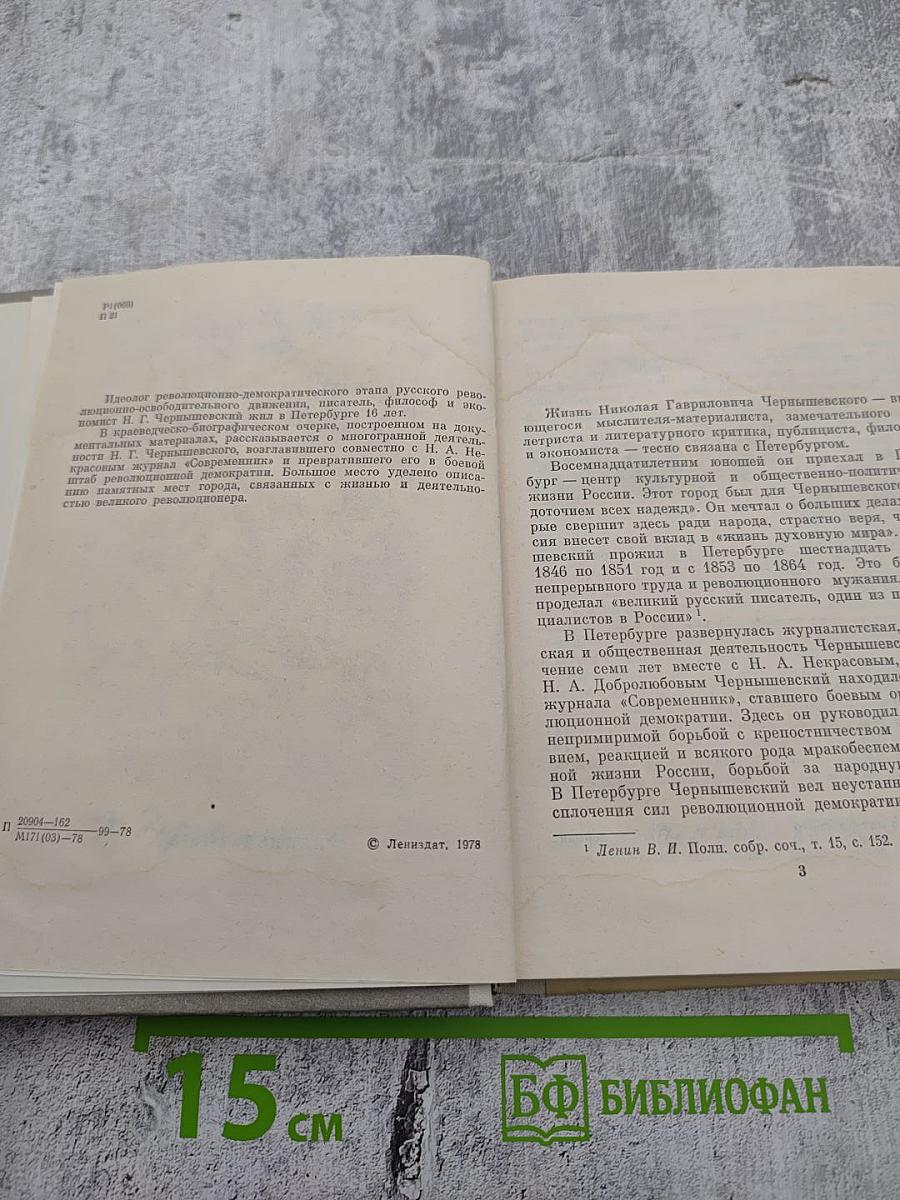 Р1(069)
П 21
Идеолог революционно-демократического этапа русского рево-
люционно-освободительного движения, писатель, философ и эко-
номист Н. Г. Чернышевский жил в Петербурге 16 лет.
В краеведческо-биографическом очерке, построенном на доку-
ментальных материалах, рассказывается о многогранной деятель-
ности Н. Г. Чернышевского, возглавившего совместно с Н. А. Не-
красовым журнал «Современник» и превратившего его в боевой
штаб революционной демократии. Большое место уделено описа-
нию памятных мест города, связанных с жизнью и деятельно-
стью великого революционера.
П 20904—162
М171(03)—78
—99—78
© Лениздат, 1978
Жизнь Николая Гавриловича Чернышевского —
ющегося мыслителя-материалиста, замечательного
летриста и литературного критика, публициста,
и экономиста — тесно связана с Петербургом.
Восемнадцатилетним юношей он приехал в
бург — центр культурной и общественно-
жизни России. Этот город был для Чернышевского
доточием всех надежд». Он мечтал о больших делах
рые свершит здесь ради народа, страстно веря,
сия внесет свой вклад в «жизнь духовную мира».
шевский прожил в Петербурге шестнадцать
1846 по 1851 год и с 1853 по 1864 год. Это
непрерывного труда и революционного мужания.
проделал «великий русский писатель, один из
циалистов в России» 1.
В Петербурге развернулась журналистская,
ская и общественная деятельность
чение семи лет вместе с Н. А. Некрасовым,
Н. А. Добролюбовым Чернышевский
журнала «Современник», ставшего боевым
люционной демократии. Здесь он руководил
непримиримой борьбой с крепостничеством
вием, реакцией и всякого рода мракобесием
ной жизни России, борьбой за
В Петербурге Чернышевский вел
сплочения сил революционной демократии
1 Ленин В. И. Полн. собр. соч., т. 15, с. 152.
3
15 см
БФ БИБЛИОФАН